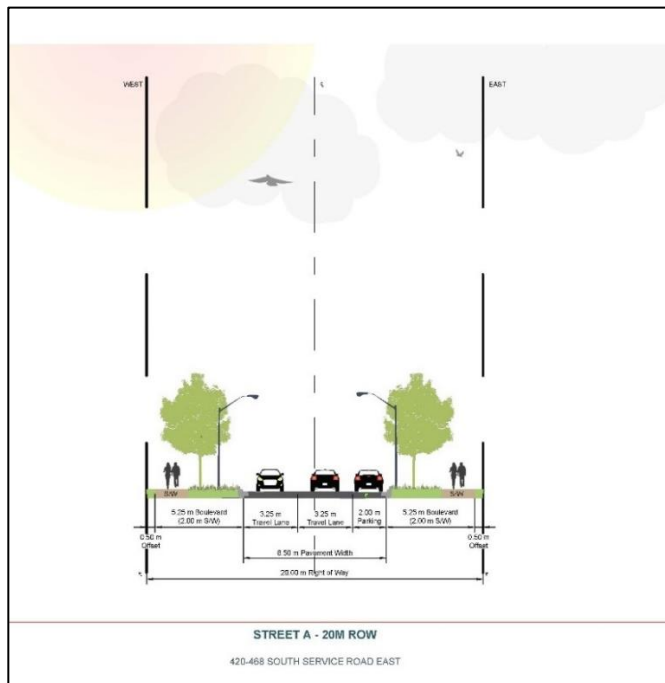 WEST
EAST
S/W
S/W
5.25 m Boulevard
(2.00 m S/W)
3.25 m
Travel Lane
3.25 m
Travel Lane
2.00 m
Parking
5.25 m Boulevard
(2.00 m S/W)
0.50 m
Offset
0.50 m
Offset
8.50 m Pavement Width
20.00 m Right of Way
STREET A - 20M ROW
420-468 SOUTH SERVICE ROAD EAST